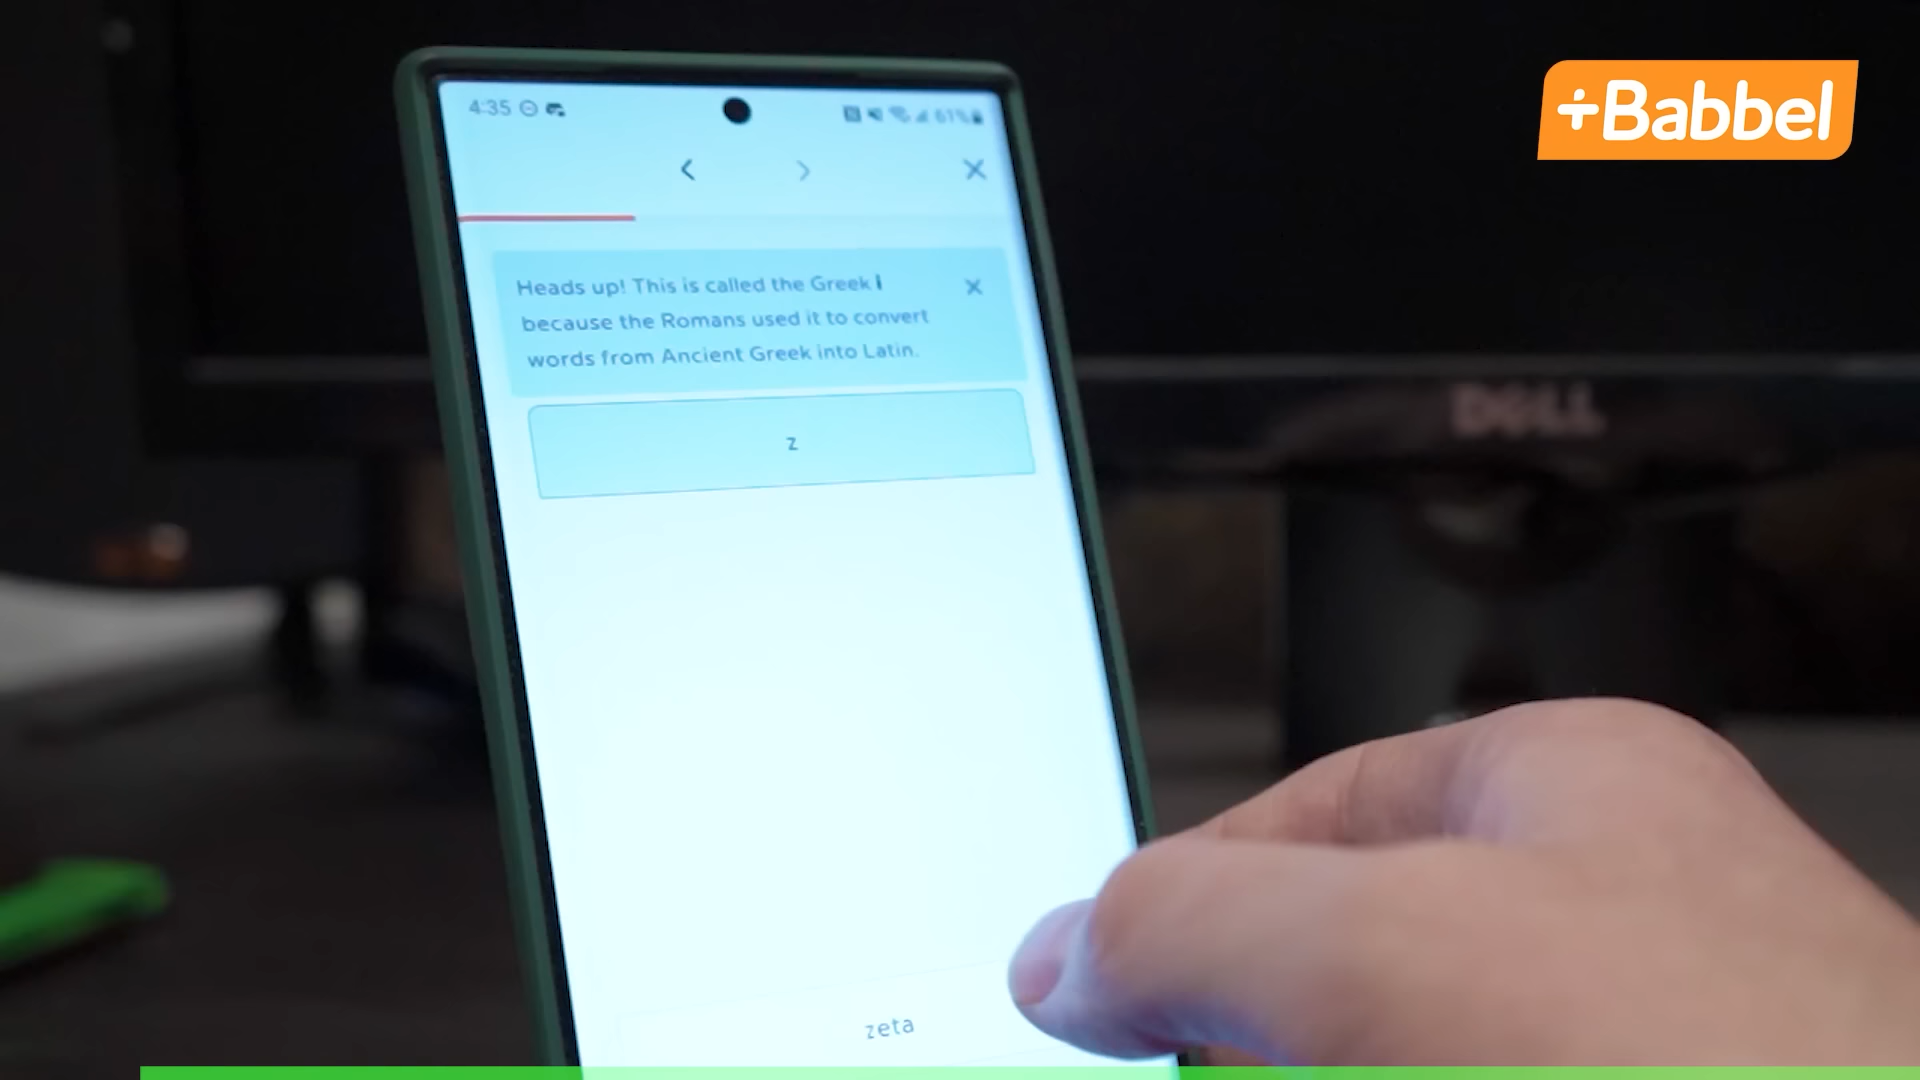 4:35
61%
+Babbel
Heads up! This is called the Greek I
because the Romans used it to convert
words from Ancient Greek into Latin.
z
DELL
zeta